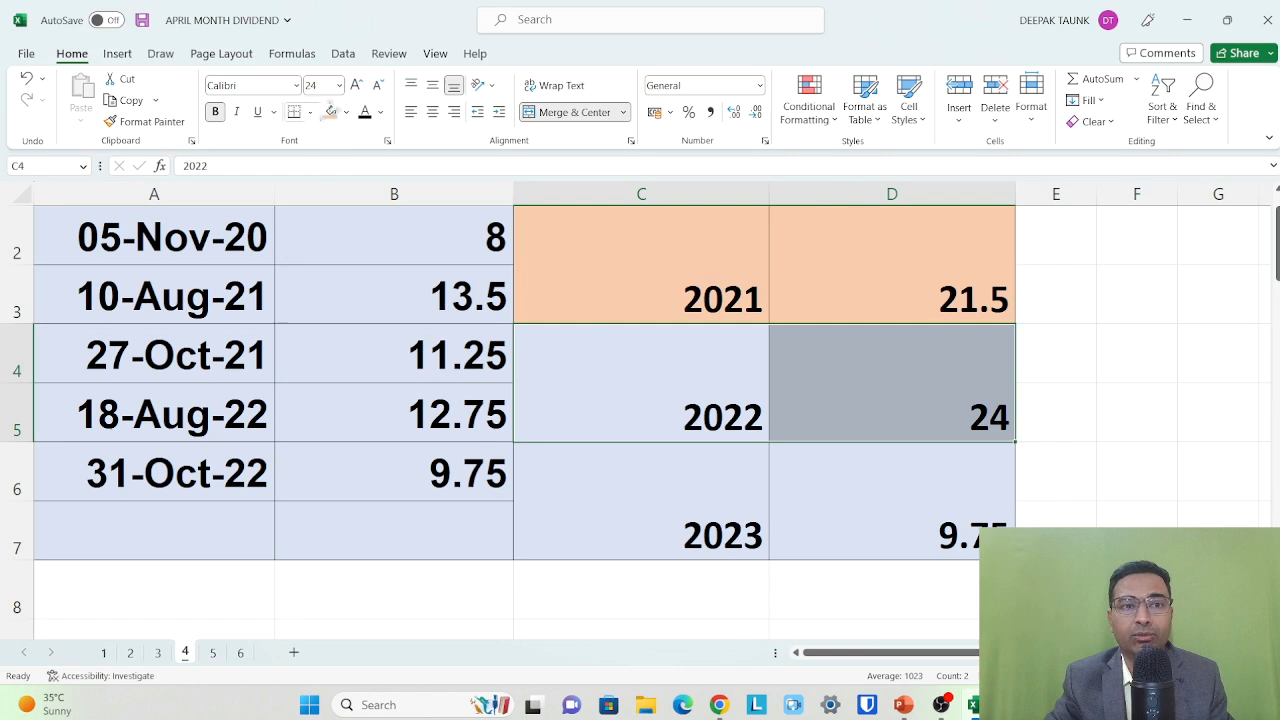 AutoSave Off APRIL MONTH DIVIDEND Search DEEPAK TAUNK DT
File Home Insert Draw Page Layout Formulas Data Review View Help Comments Share
Undo
Paste Cut Copy Format Painter Clipboard
Calibri 24 A A B I U A Font
Wrap Text Merge & Center Alignment
General % Number
Conditional Formatting Format as Table Cell Styles Styles
Insert Delete Format Cells
AutoSum Fill Clear Sort & Filter Find & Select Editing
C4 fx 2022
A B C D E F G
2 05-Nov-20 8
3 10-Aug-21 13.5 2021 21.5
4 27-Oct-21 11.25
5 18-Aug-22 12.75 2022 24
6 31-Oct-22 9.75
7 2023 9.75
8
1 2 3 4 5 6
Ready Accessibility: Investigate Average: 1023 Count: 2
35°C
Sunny Search